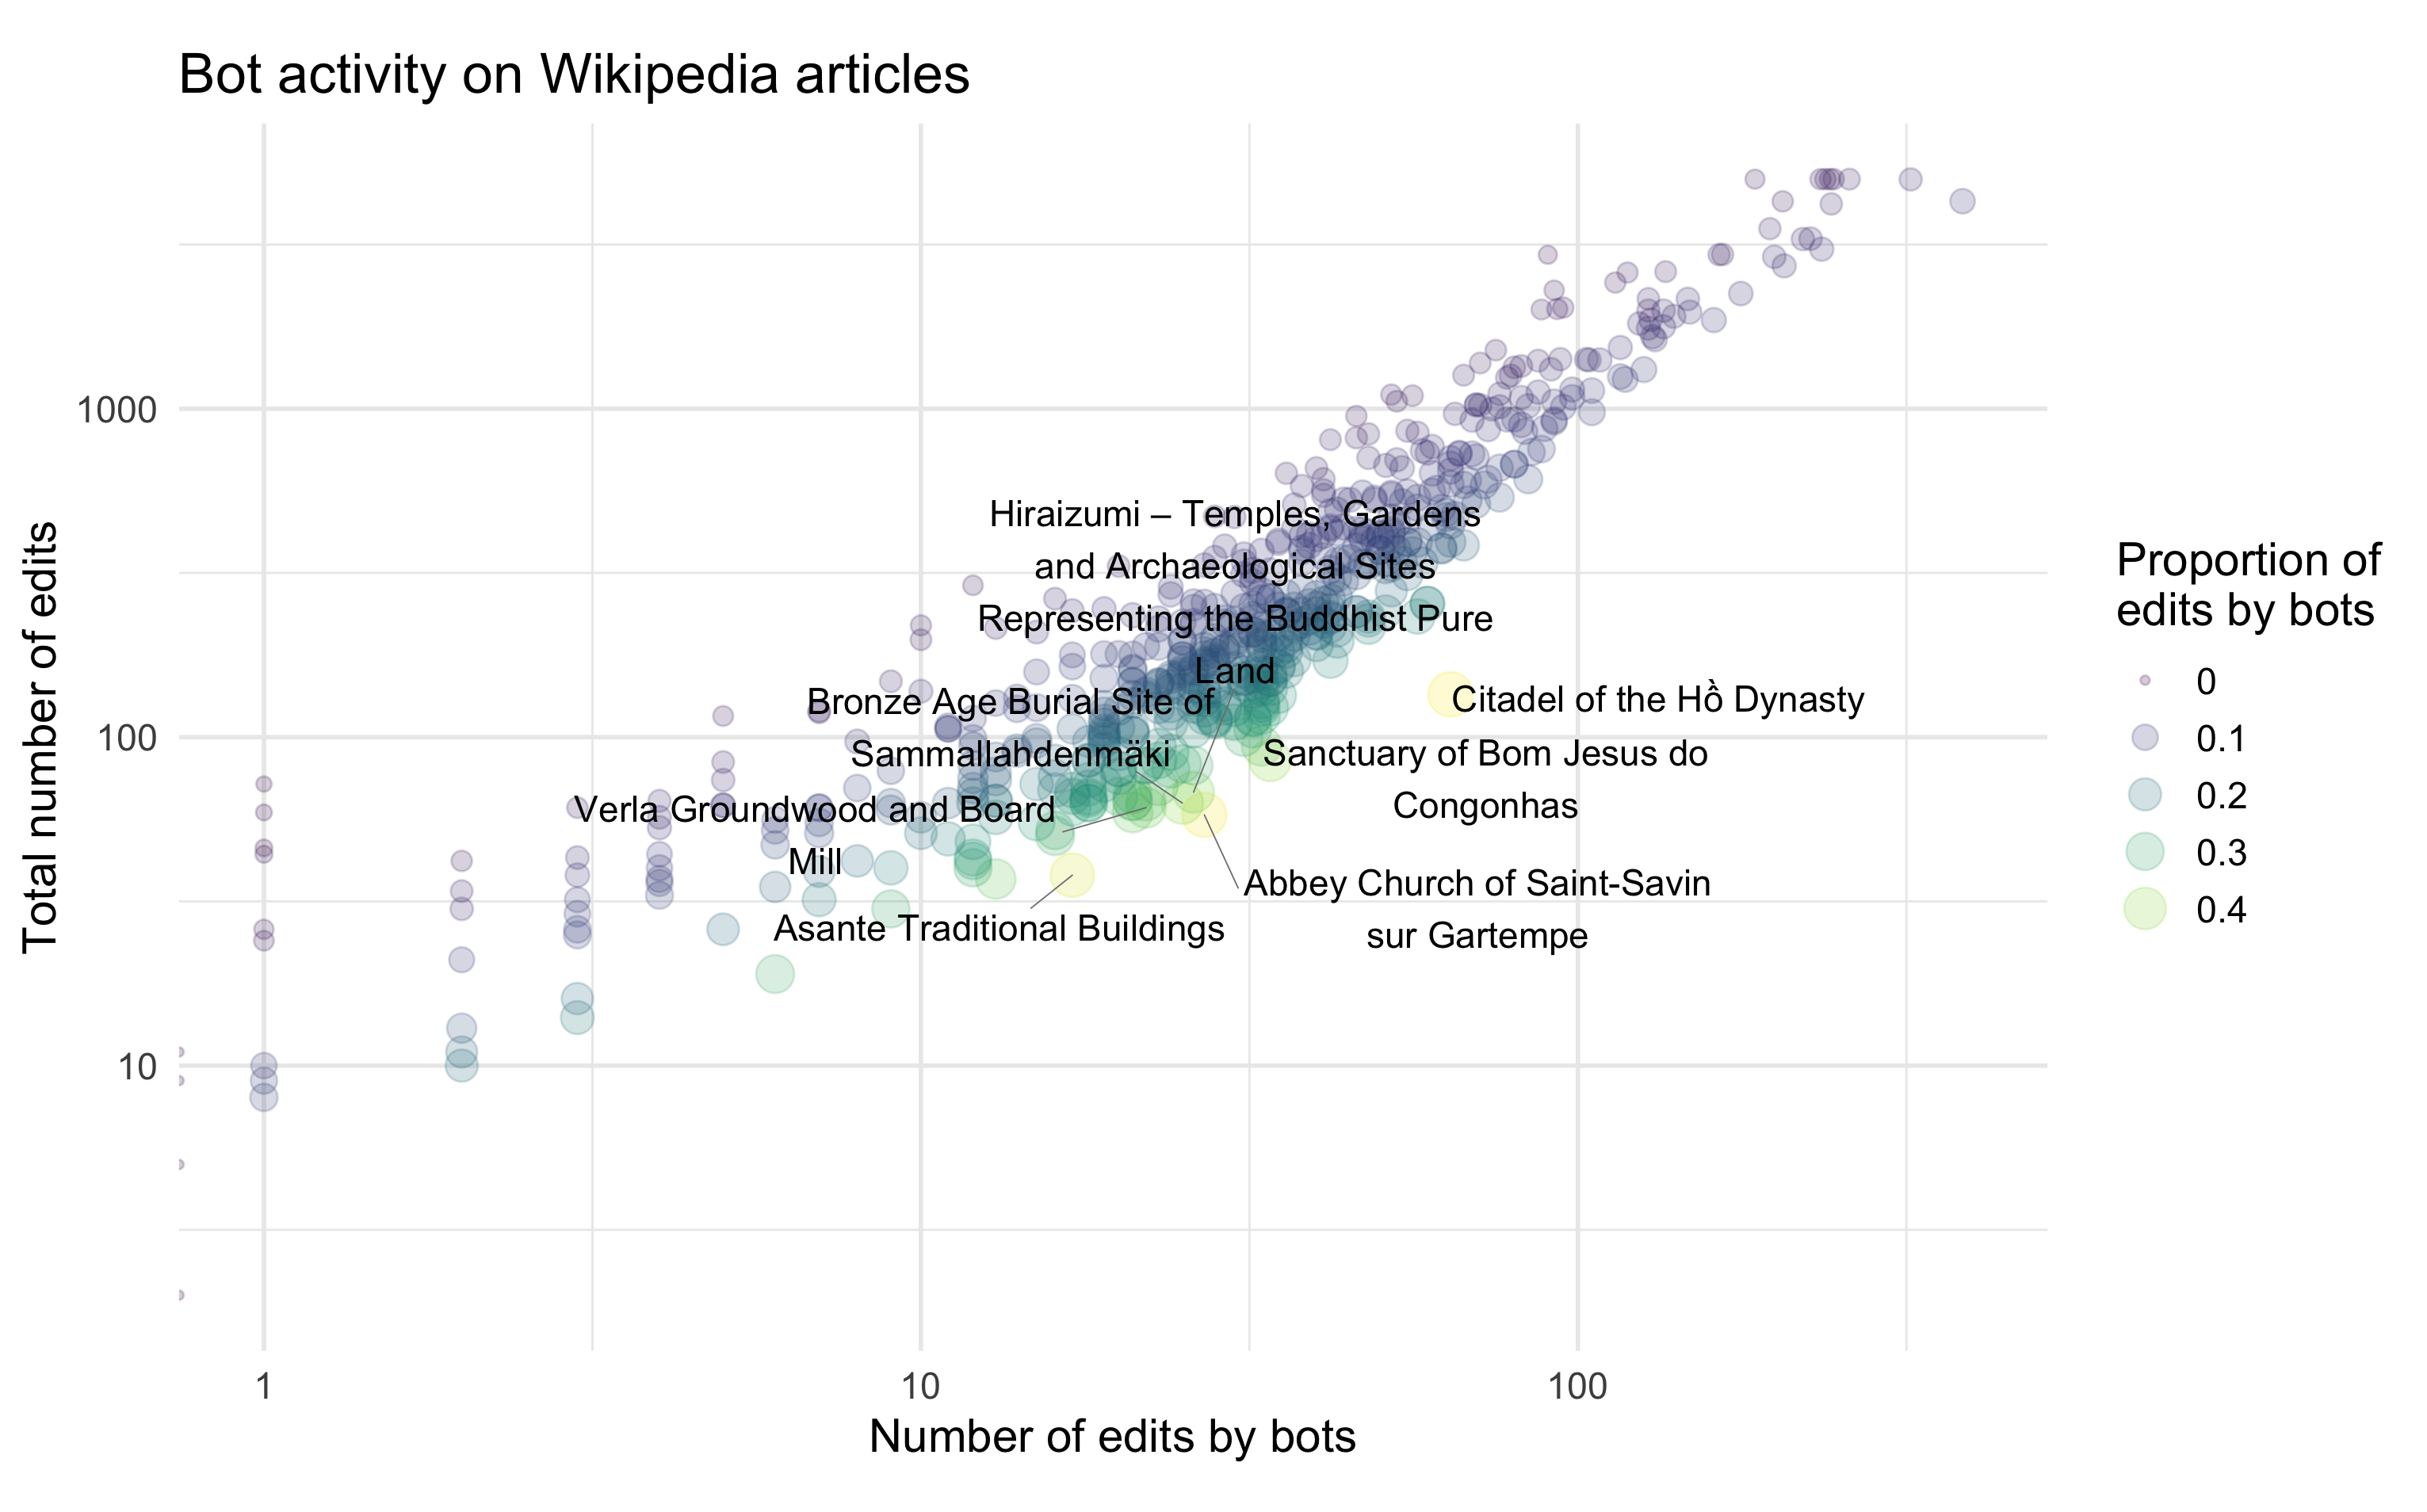 Bot activity on Wikipedia articles
1000
100
10
Total number of edits
Hiraizumi – Temples, Gardens
and Archaeological Sites
Representing the Buddhist Pure
Land
Bronze Age Burial Site of
Sammallahdenmäki
Citadel of the Hồ Dynasty
Sanctuary of Bom Jesus do
Congonhas
Verla Groundwood and Board
Mill
Abbey Church of Saint-Savin
sur Gartempe
Asante Traditional Buildings
1
10
100
Number of edits by bots
Proportion of
edits by bots
0
0.1
0.2
0.3
0.4